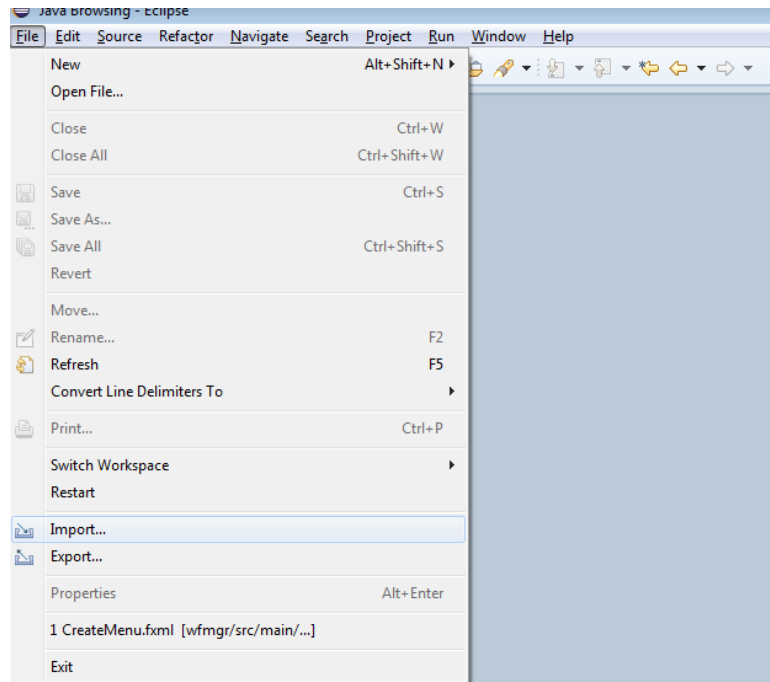 Java Browsing - Eclipse
File Edit Source Refactor Navigate Search Project Run Window Help
New Alt+Shift+N
Open File...
Close Ctrl+W
Close All Ctrl+Shift+W
Save Ctrl+S
Save As...
Save All Ctrl+Shift+S
Revert
Move...
Rename... F2
Refresh F5
Convert Line Delimiters To
Print... Ctrl+P
Switch Workspace
Restart
Import...
Export...
Properties Alt+Enter
1 CreateMenu.fxml [wfmgr/src/main/...]
Exit